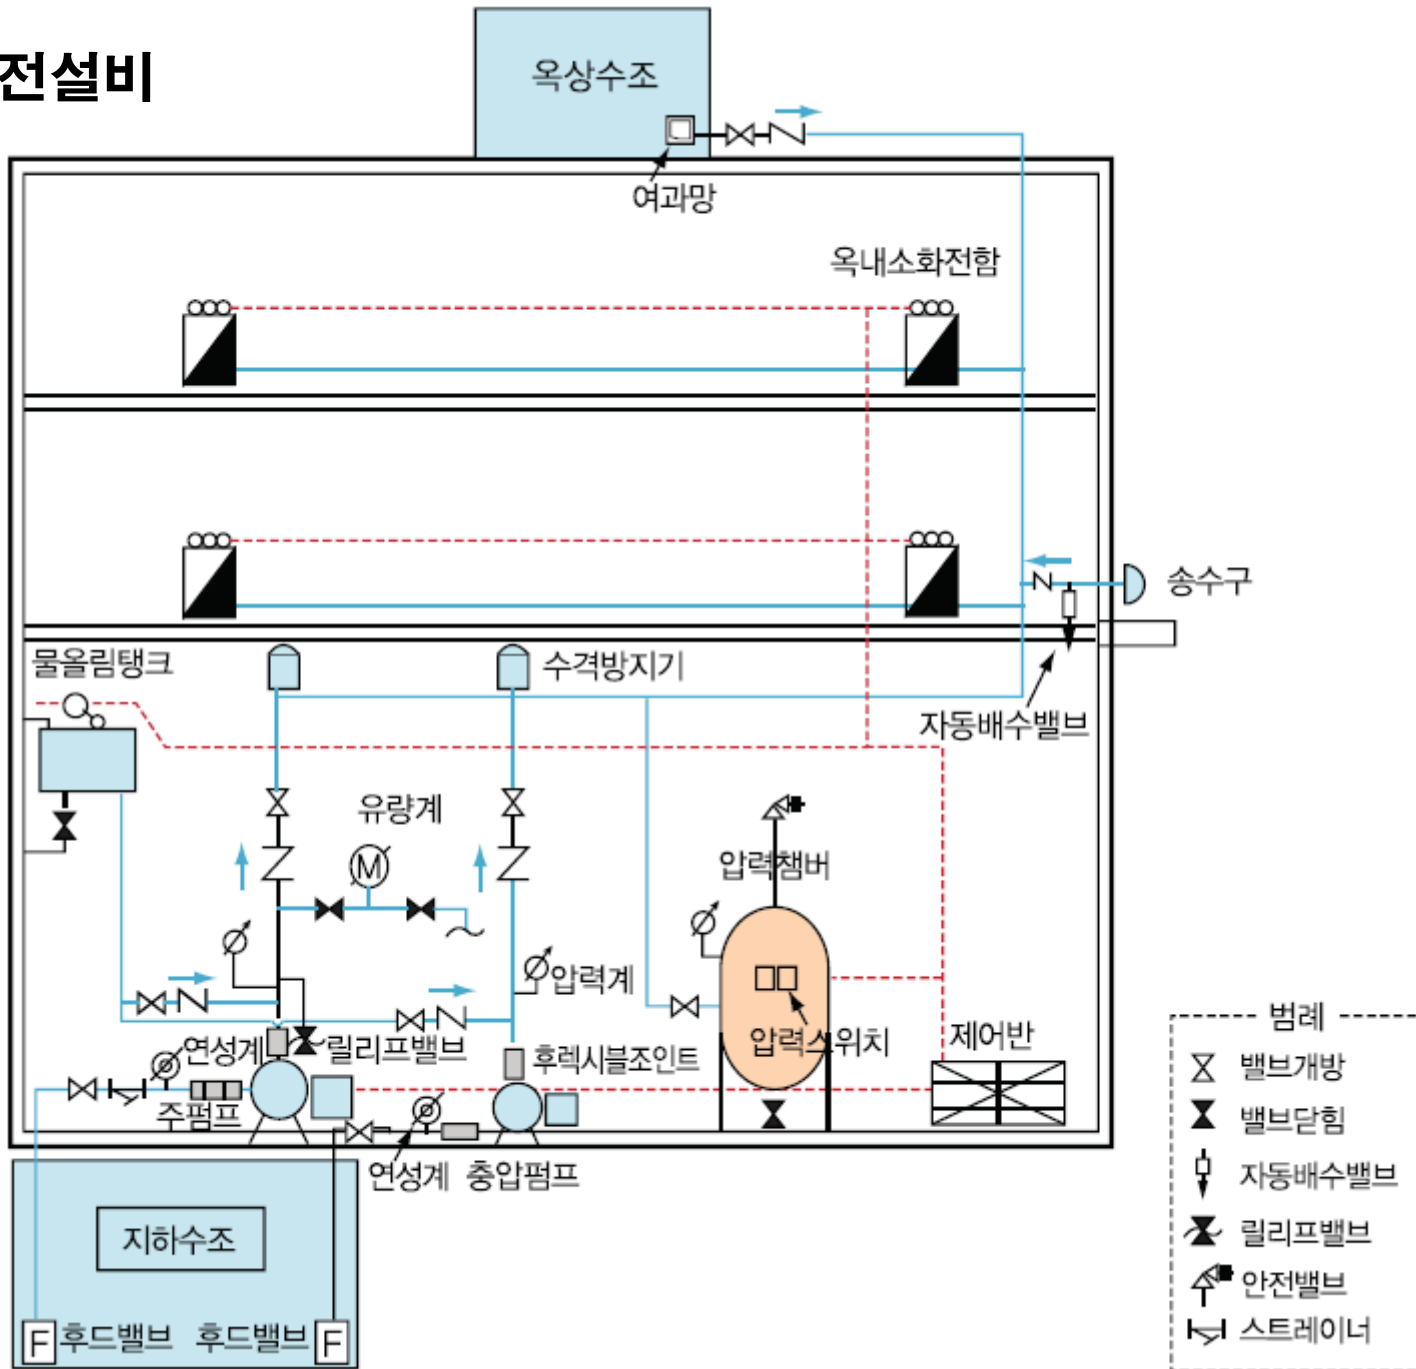 전설비
옥상수조
여과망
옥내소화전함
송수구
물올림탱크
수격방지기
자동배수밸브
유량계
M
압력챔버
압력계
연성계
릴리프밸브
후렉시블조인트
압력스위치
제어반
주펌프
연성계
충압펌프
지하수조
F 후드밸브
후드밸브 F
범례
밸브개방
밸브닫힘
자동배수밸브
릴리프밸브
안전밸브
스트레이너